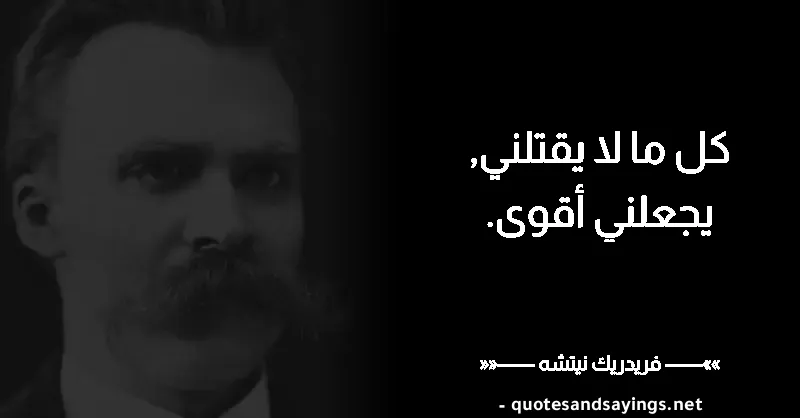 كل ما لا يقتلني,
يجعلني أقوى.
»»—— فريدريك نيتشه ——««
- quotesandsayings.net